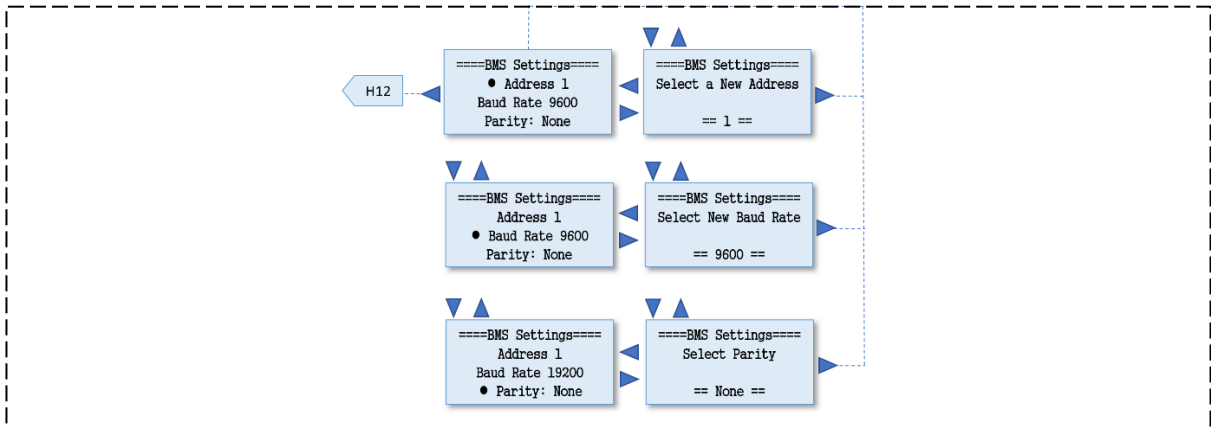 ====BMS Settings====
● Address 1
Baud Rate 9600
Parity: None
====BMS Settings====
Select a New Address
== 1 ==
H12
====BMS Settings====
Address 1
● Baud Rate 9600
Parity: None
====BMS Settings====
Select New Baud Rate
== 9600 ==
====BMS Settings====
Address 1
Baud Rate 19200
● Parity: None
====BMS Settings====
Select Parity
== None ==